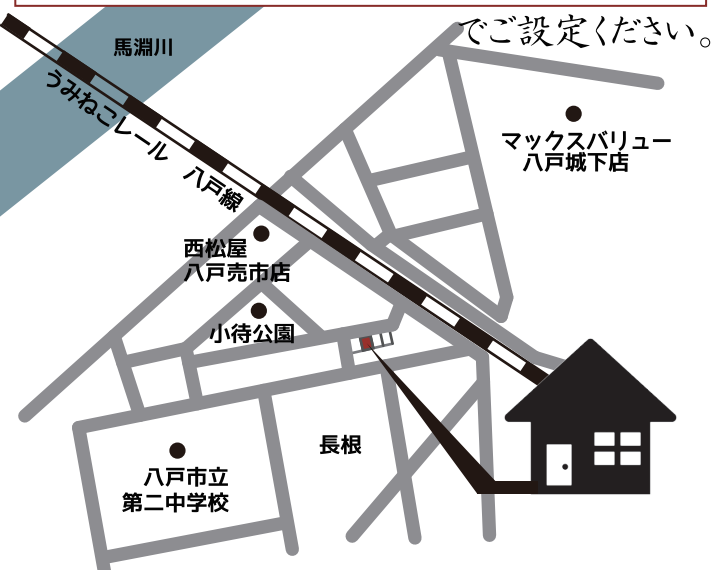 でご設定ください。
馬淵川
うみねこレール 八戸線
マックスバリュー
八戸城下店
西松屋
八戸売市店
小待公園
長根
八戸市立
第二中学校